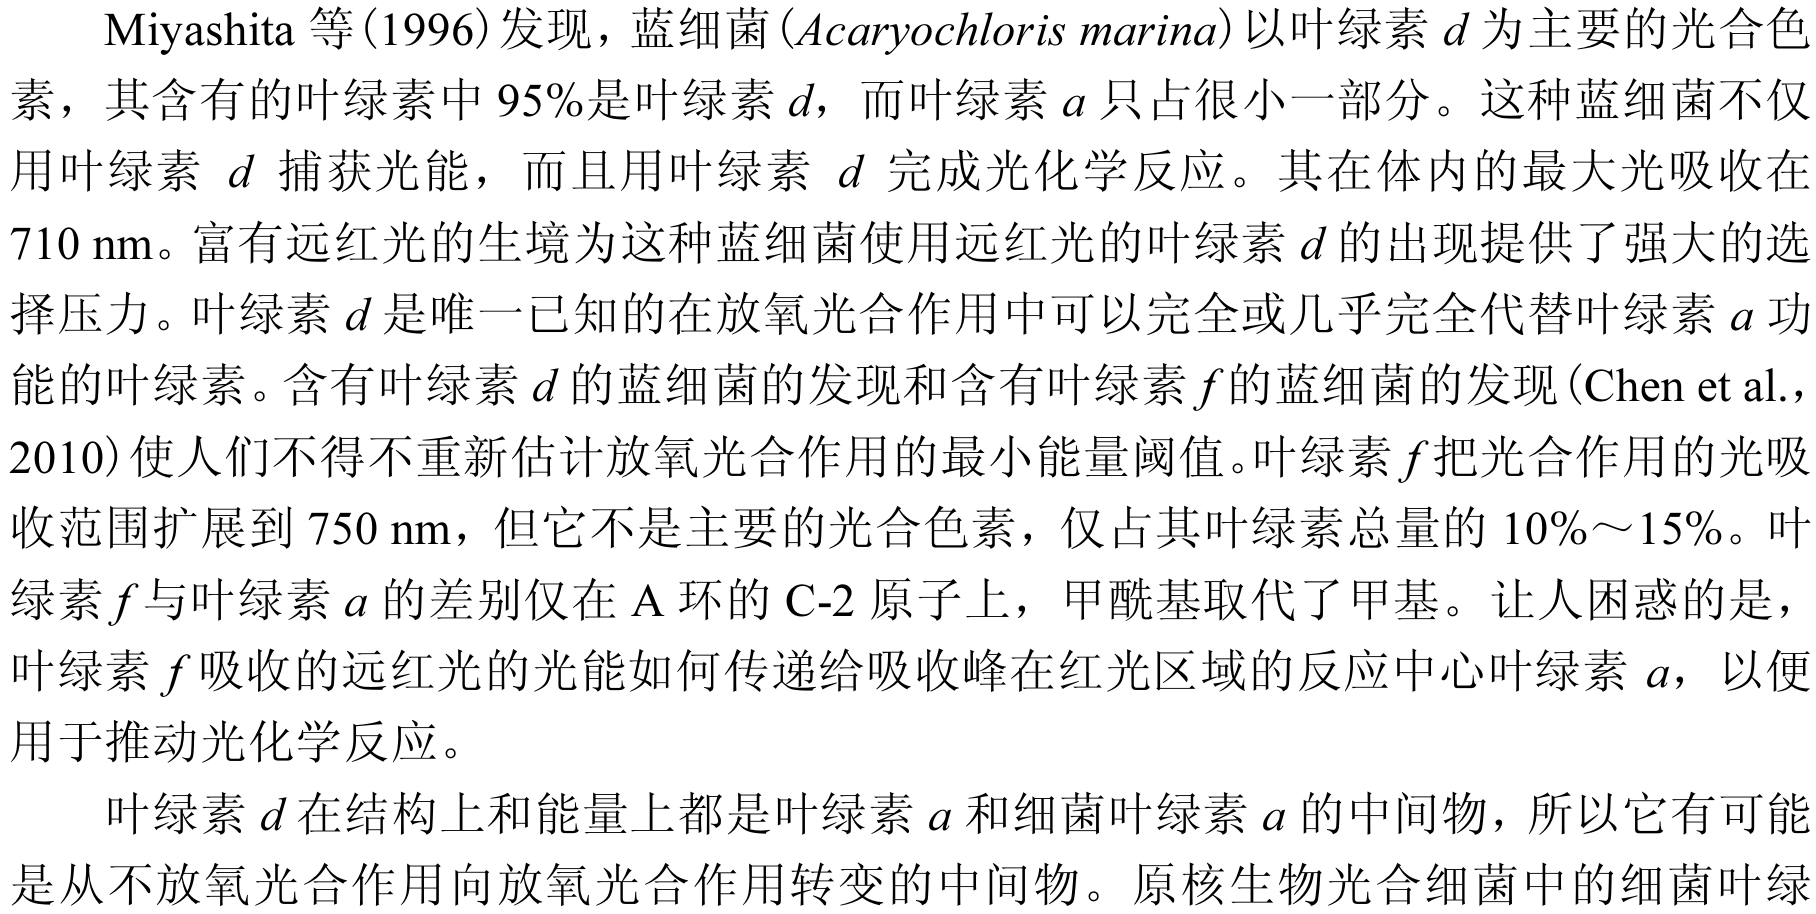 Miyashita 等(1996)发现，蓝细菌(Acaryochloris marina)以叶绿素 d 为主要的光合色
素，其含有的叶绿素中 95%是叶绿素 d，而叶绿素 a 只占很小一部分。这种蓝细菌不仅
用叶绿素 d 捕获光能，而且用叶绿素 d 完成光化学反应。其在体内的最大光吸收在
710 nm。富有远红光的生境为这种蓝细菌使用远红光的叶绿素 d 的出现提供了强大的选
择压力。叶绿素 d 是唯一已知的在放氧光合作用中可以完全或几乎完全代替叶绿素 a 功
能的叶绿素。含有叶绿素 d 的蓝细菌的发现和含有叶绿素 f 的蓝细菌的发现(Chen et al.，
2010)使人们不得不重新估计放氧光合作用的最小能量阈值。叶绿素 f 把光合作用的光吸
收范围扩展到 750 nm，但它不是主要的光合色素，仅占其叶绿素总量的 10%～15%。叶
绿素 f 与叶绿素 a 的差别仅在 A 环的 C-2 原子上，甲酰基取代了甲基。让人困惑的是，
叶绿素 f 吸收的远红光的光能如何传递给吸收峰在红光区域的反应中心叶绿素 a，以便
用于推动光化学反应。
叶绿素 d 在结构上和能量上都是叶绿素 a 和细菌叶绿素 a 的中间物，所以它有可能
是从不放氧光合作用向放氧光合作用转变的中间物。原核生物光合细菌中的细菌叶绿